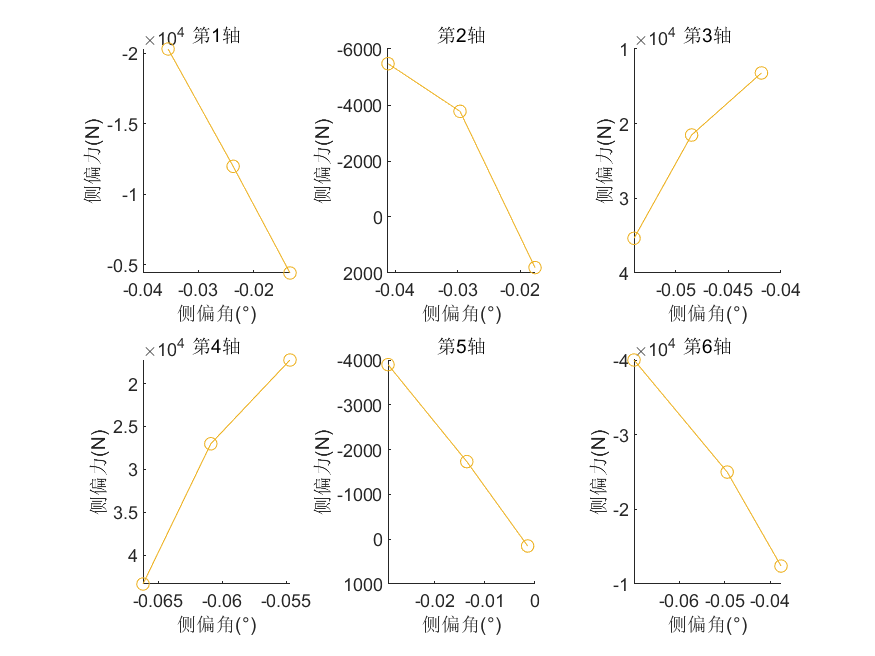 ×10⁴ 第1轴
-2
-1.5
-1
-0.5
侧偏力(N)
-0.04 -0.03 -0.02
侧偏角(°)
第2轴
-6000
-4000
-2000
0
2000
侧偏力(N)
-0.04 -0.03 -0.02
侧偏角(°)
×10⁴ 第3轴
1
2
3
4
侧偏力(N)
-0.05 -0.045 -0.04
侧偏角(°)
×10⁴ 第4轴
2
2.5
3
3.5
4
侧偏力(N)
-0.065 -0.06 -0.055
侧偏角(°)
第5轴
-4000
-3000
-2000
-1000
0
1000
侧偏力(N)
-0.02 -0.01 0
侧偏角(°)
×10⁴ 第6轴
-4
-3
-2
-1
侧偏力(N)
-0.06 -0.05 -0.04
侧偏角(°)